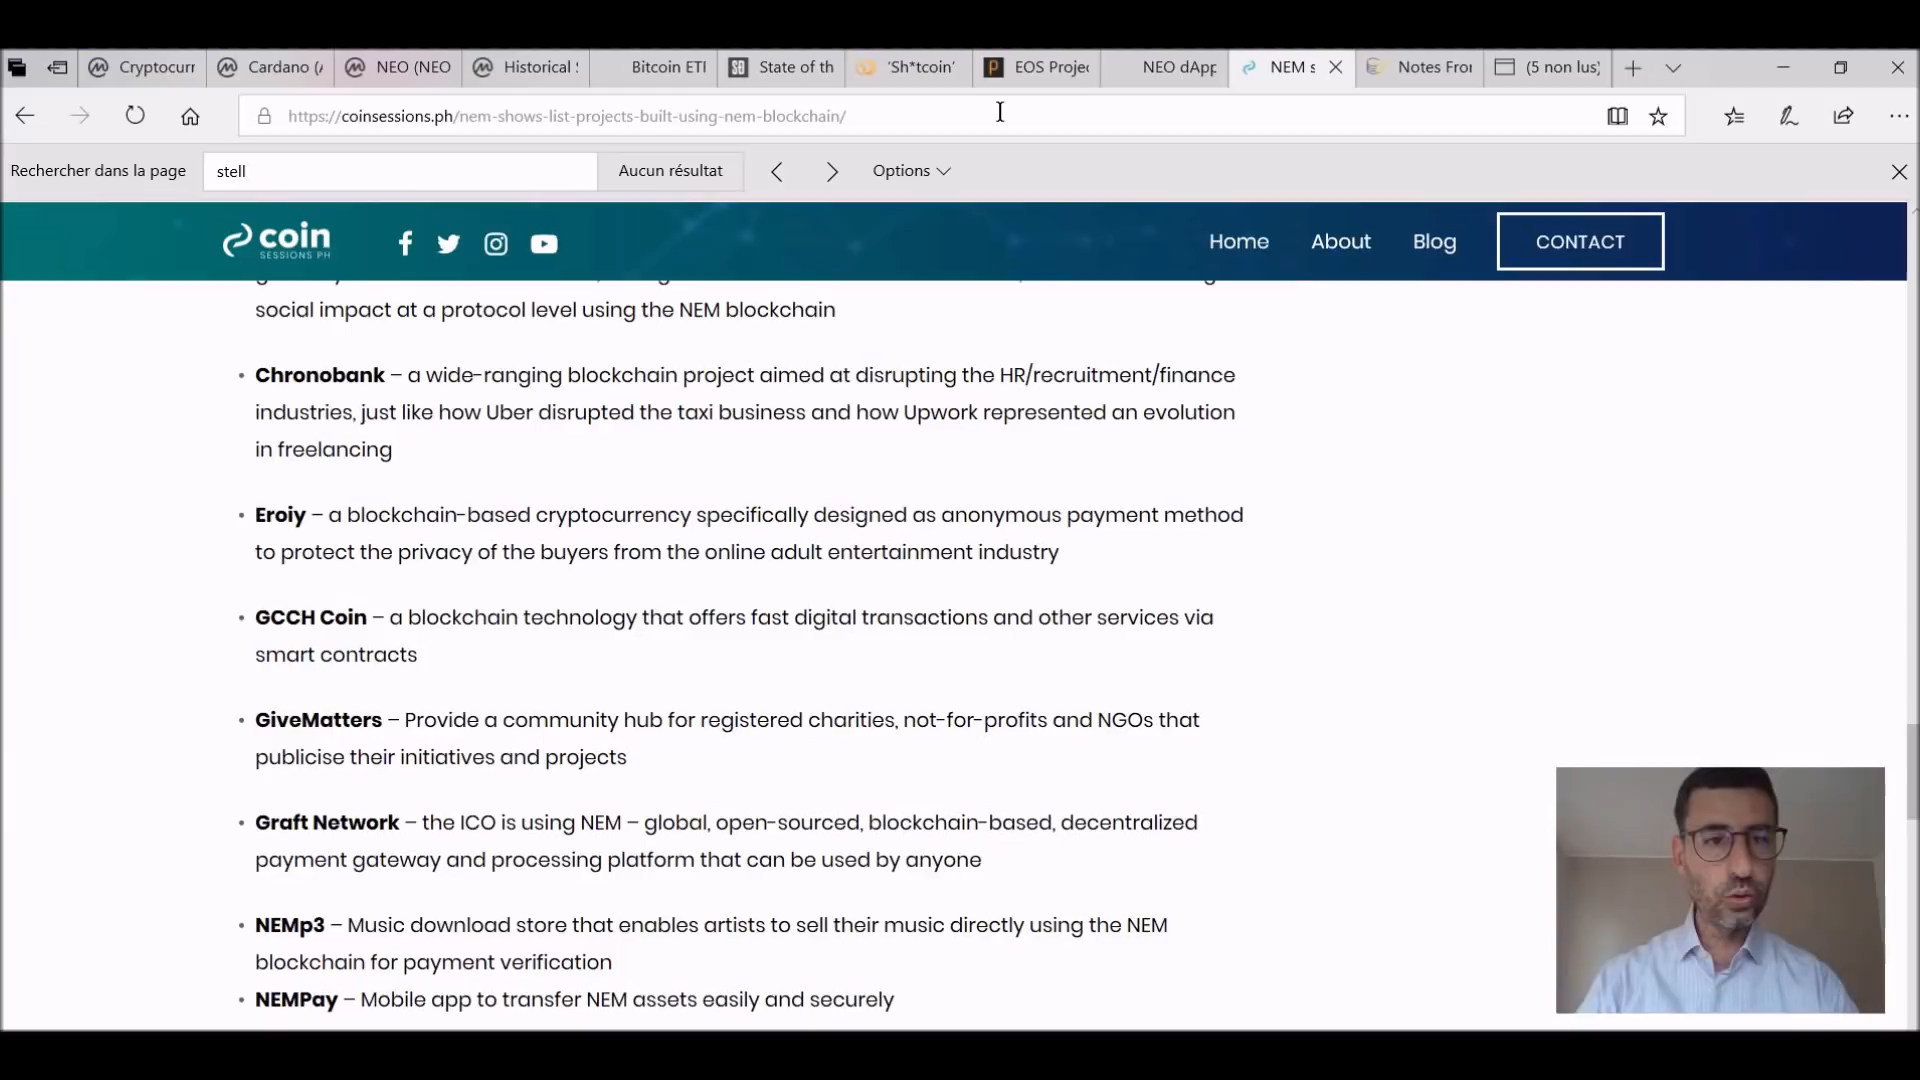 Cryptocurr
Cardano (A
NEO (NEO
Historical S
Bitcoin ETI
State of th
'Sh*tcoin'
EOS Projec
NEO dApp
NEM s
Notes Fror
(5 non lus)
https://coinsessions.ph/nem-shows-list-projects-built-using-nem-blockchain/
Rechercher dans la page
stell
Aucun résultat
Options
coin
SESSIONS PH
Home
About
Blog
CONTACT
social impact at a protocol level using the NEM blockchain
• Chronobank – a wide-ranging blockchain project aimed at disrupting the HR/recruitment/finance
industries, just like how Uber disrupted the taxi business and how Upwork represented an evolution
in freelancing
• Eroiy – a blockchain-based cryptocurrency specifically designed as anonymous payment method
to protect the privacy of the buyers from the online adult entertainment industry
• GCCH Coin – a blockchain technology that offers fast digital transactions and other services via
smart contracts
• GiveMatters – Provide a community hub for registered charities, not-for-profits and NGOs that
publicise their initiatives and projects
• Graft Network – the ICO is using NEM – global, open-sourced, blockchain-based, decentralized
payment gateway and processing platform that can be used by anyone
• NEMp3 – Music download store that enables artists to sell their music directly using the NEM
blockchain for payment verification
• NEMPay – Mobile app to transfer NEM assets easily and securely